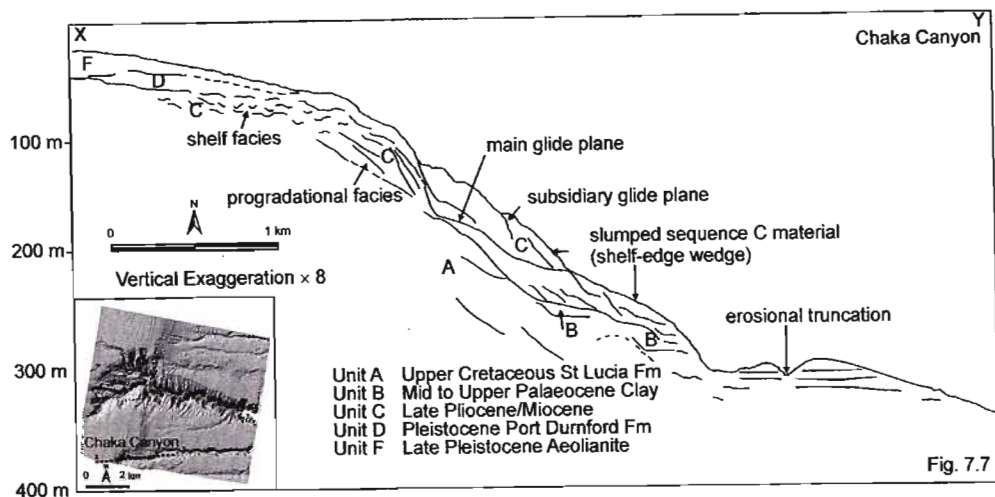 X
Y
Chaka Canyon
F
D
C
shelf facies
100 m
C
main glide plane
progradational facies
subsidiary glide plane
N
0 1 km
200 m
C
slumped sequence C material
(shelf-edge wedge)
Vertical Exaggeration × 8
A
erosional truncation
B
B
300 m
Unit A Upper Cretaceous St Lucia Fm
Unit B Mid to Upper Palaeocene Clay
Unit C Late Pliocene/Miocene
Unit D Pleistocene Port Durnford Fm
Unit F Late Pleistocene Aeolianite
Chaka Canyon
0 A 2 km
Fig. 7.7
400 m